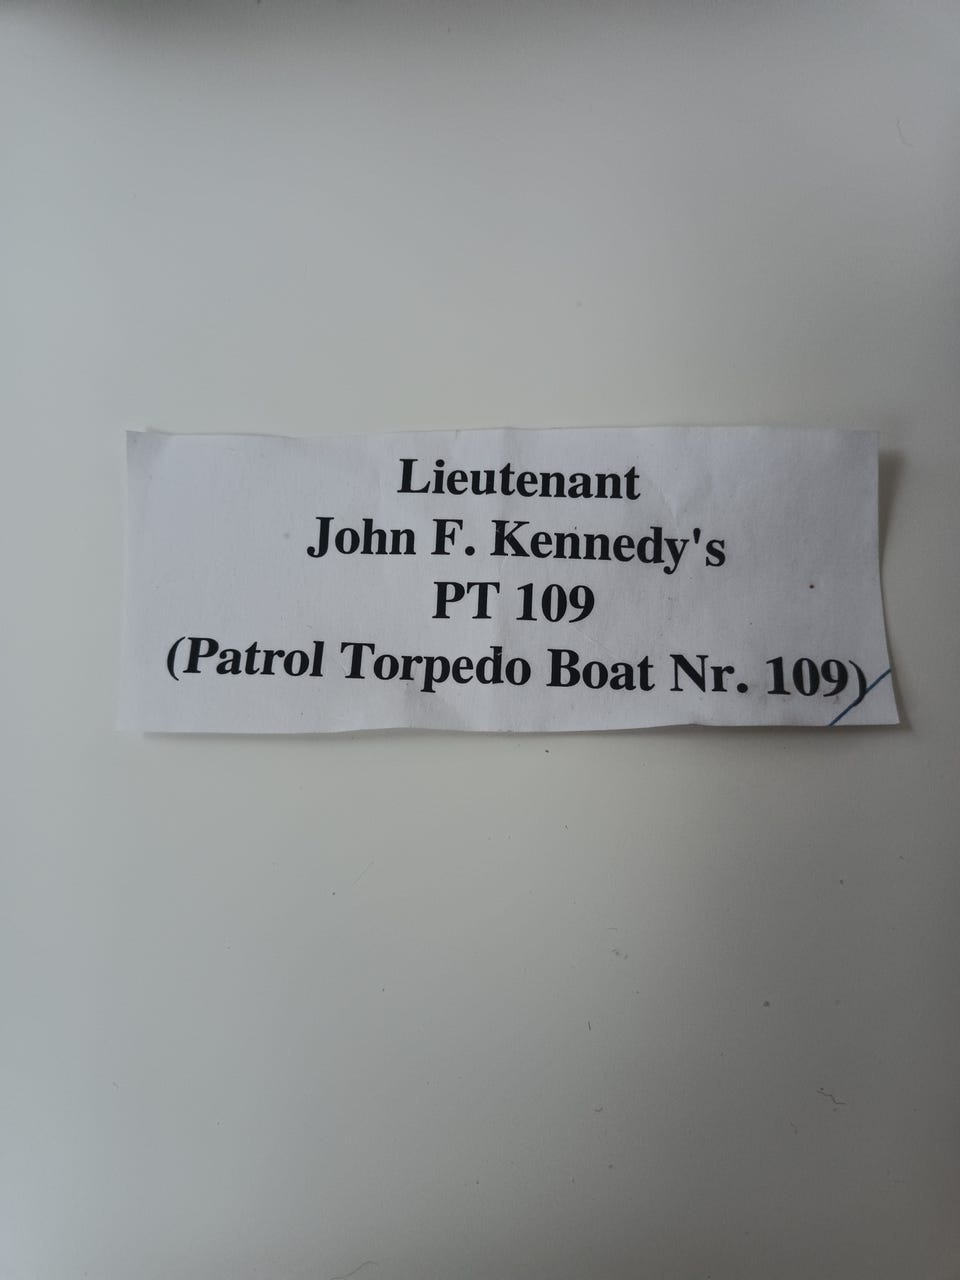 Lieutenant
John F. Kennedy's
PT 109
(Patrol Torpedo Boat Nr. 109)